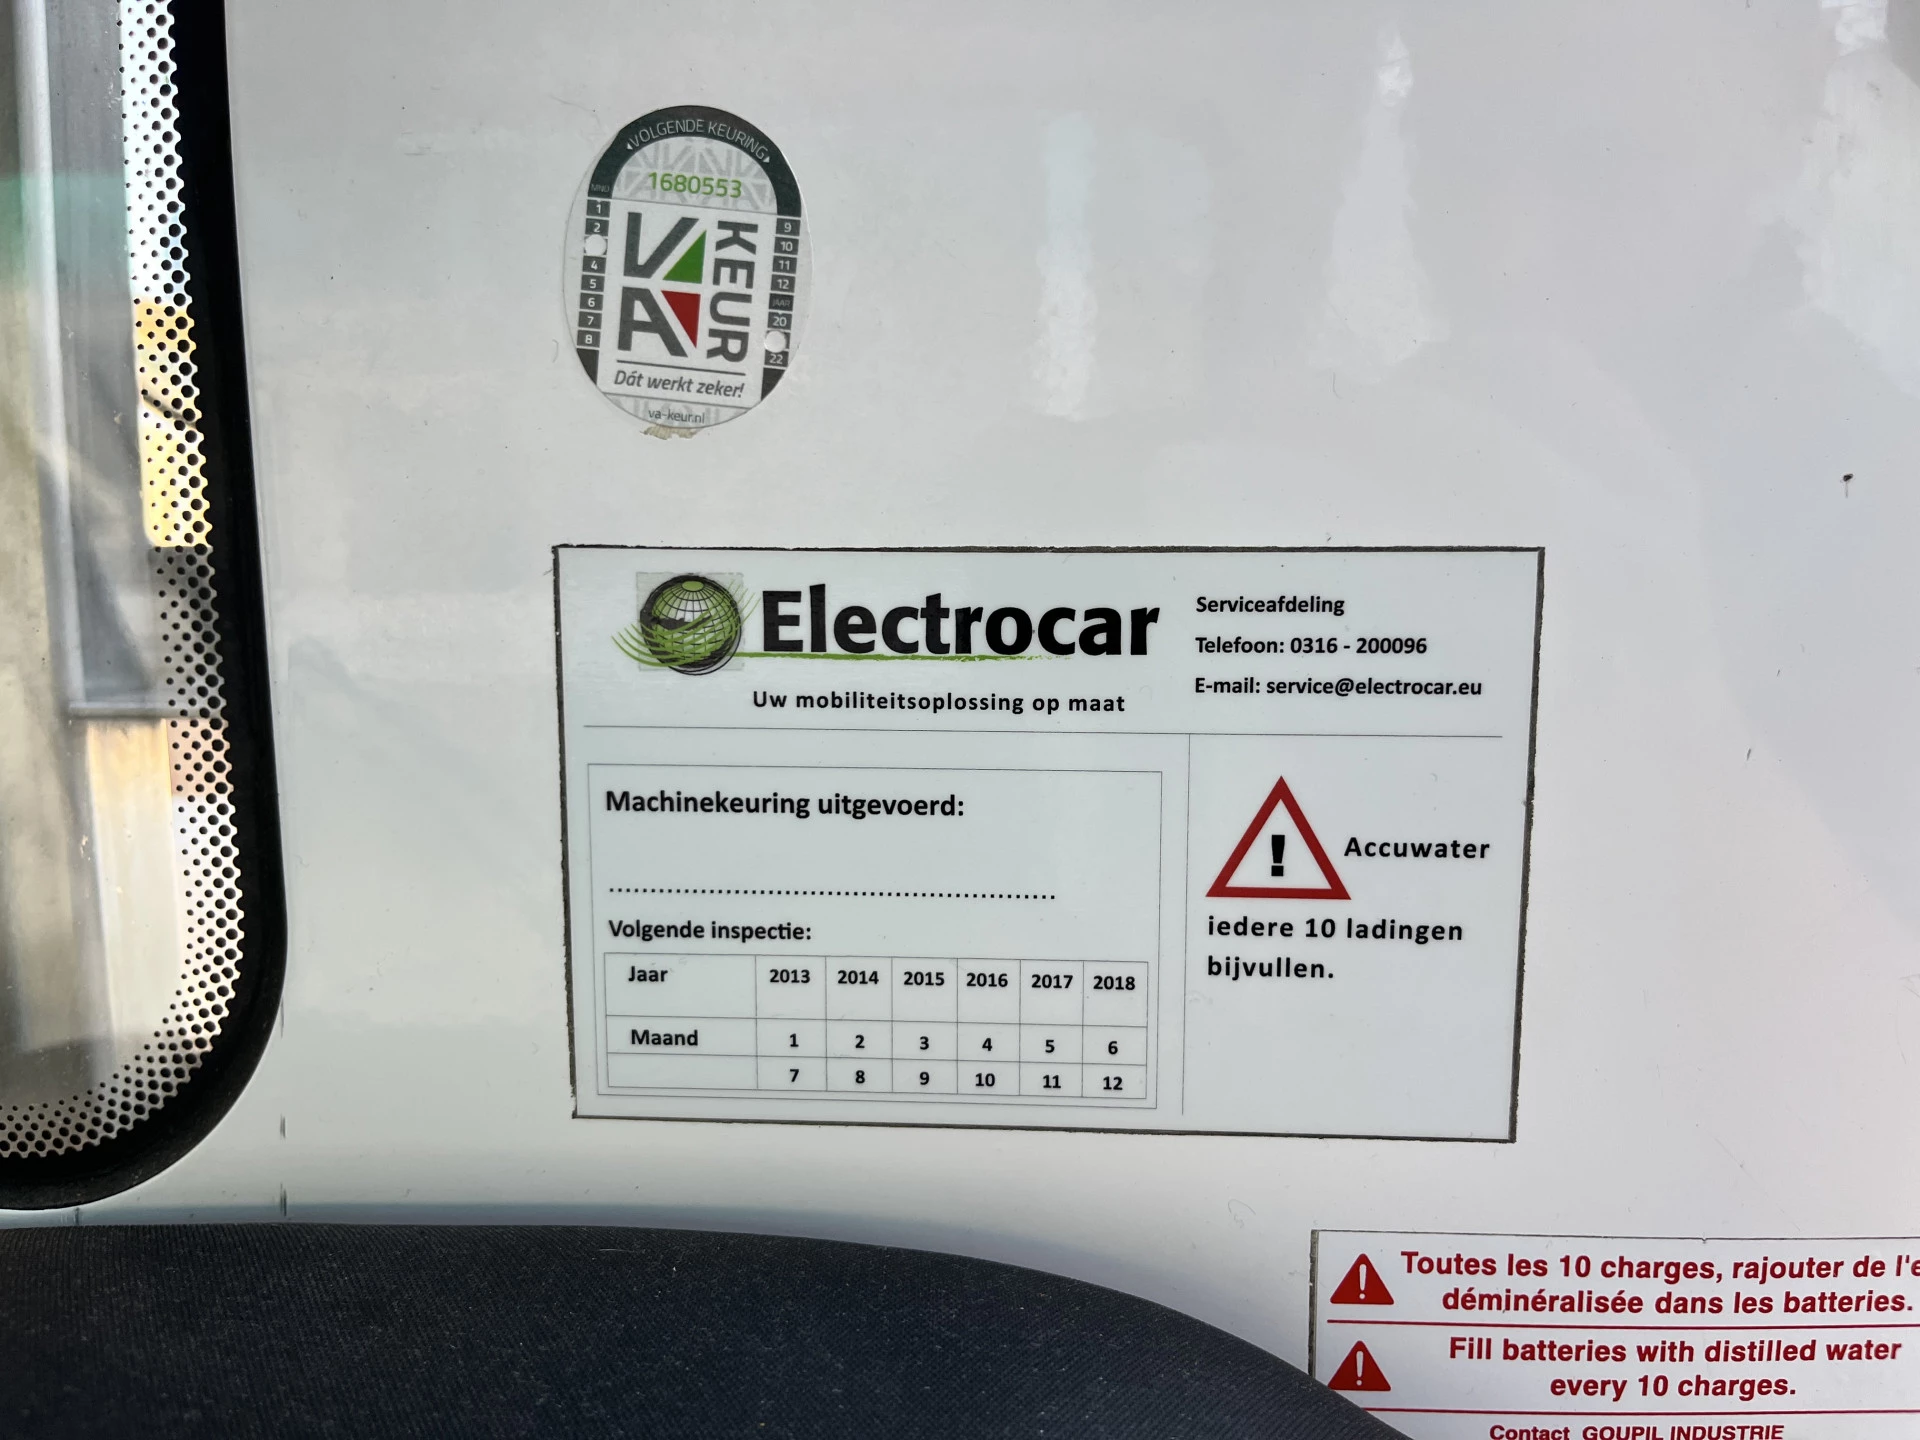 VOLGENDE KEURING
1680553
MND
1
2
4
5
6
7
8
9
10
11
12
JAAR
20
22
VA KEUR
Dát werkt zeker!
va-keur.nl
Electrocar
Uw mobiliteitsoplossing op maat
Serviceafdeling
Telefoon: 0316 - 200096
E-mail: service@electrocar.eu
Machinekeuring uitgevoerd:
........................................................
Volgende inspectie:
Jaar 2013 2014 2015 2016 2017 2018
Maand 1 2 3 4 5 6
7 8 9 10 11 12
! Accuwater
iedere 10 ladingen
bijvullen.
! Toutes les 10 charges, rajouter de l'e
déminéralisée dans les batteries.
! Fill batteries with distilled water
every 10 charges.
Contact GOUPIL INDUSTRIE